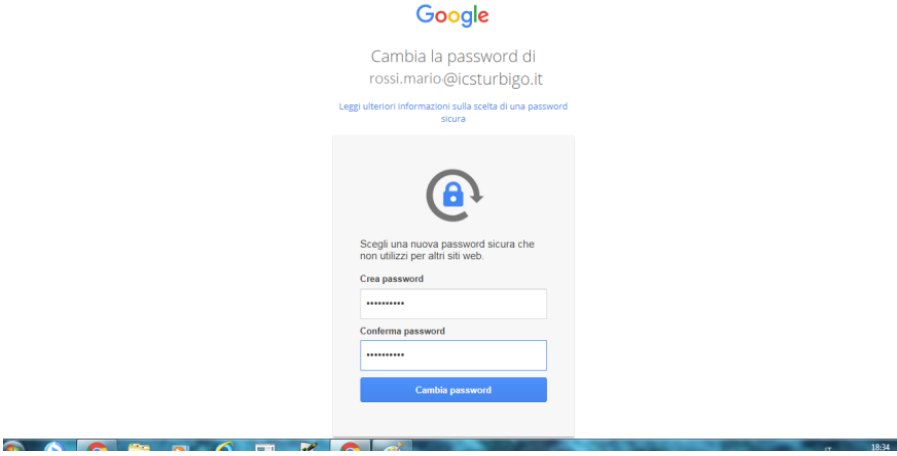 Google
Cambia la password di
rossi.mario@icsturbigo.it
Leggi ulteriori informazioni sulla scelta di una password
sicura
Scegli una nuova password sicura che
non utilizzi per altri siti web.
Crea password
••••••••••
Conferma password
••••••••••
Cambia password
IT
18:34